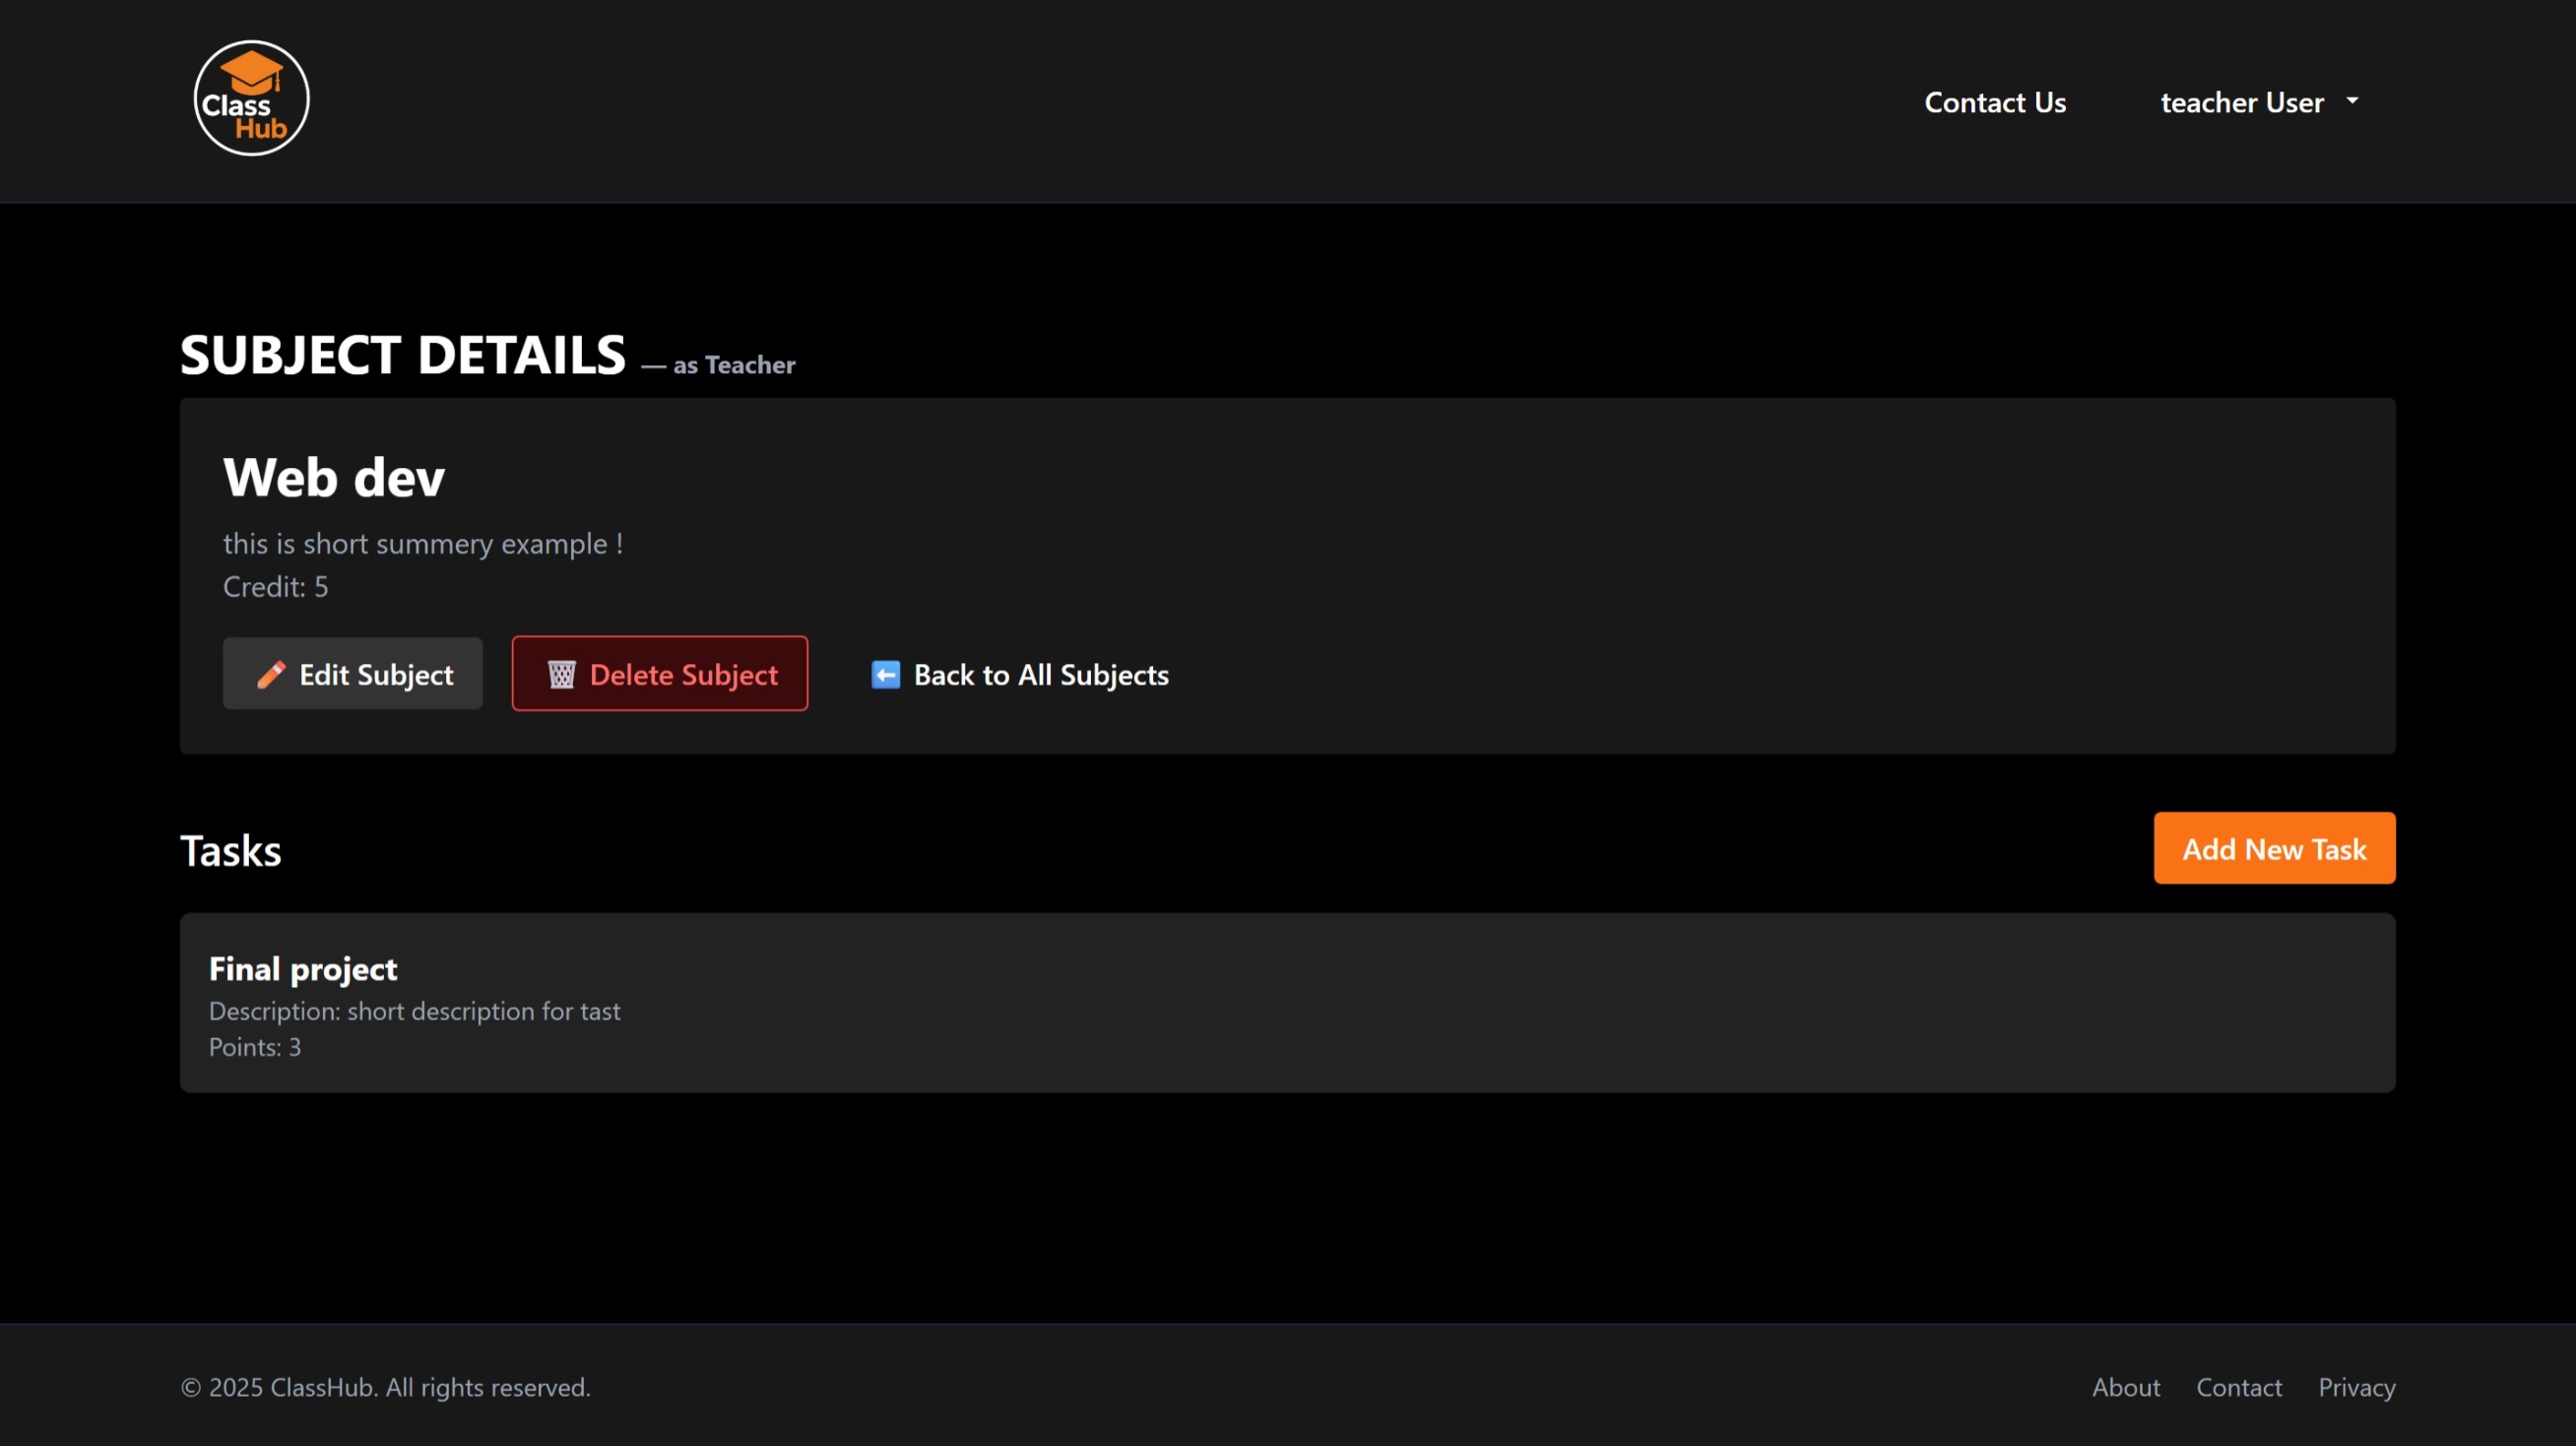 Class
Hub
Contact Us
teacher User
SUBJECT DETAILS — as Teacher
Web dev
this is short summery example !
Credit: 5
Edit Subject
Delete Subject
Back to All Subjects
Tasks
Add New Task
Final project
Description: short description for tast
Points: 3
© 2025 ClassHub. All rights reserved.
About
Contact
Privacy